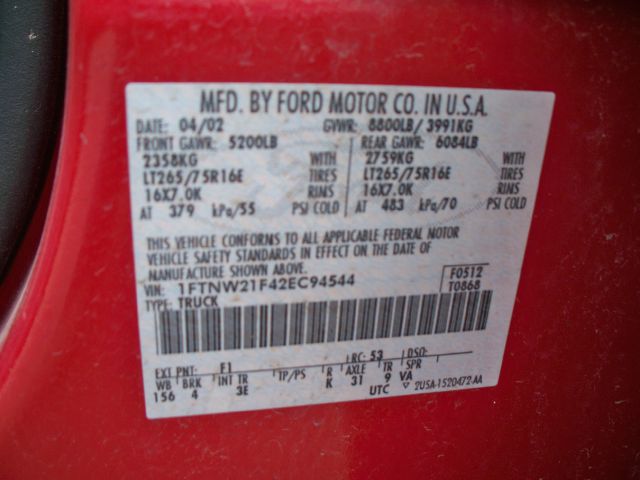 MFD. BY FORD MOTOR CO. IN U.S.A.
DATE: 04/02 GVWR: 8800LB/ 3991KG
FRONT GAWR: 5200LB REAR GAWR: 6084LB
2358KG WITH 2759KG WITH
LT265/75R16E TIRES LT265/75R16E TIRES
16X7.0K RIMS 16X7.0K RIMS
AT 379 kPa/55 PSI COLD AT 483 kPa/70 PSI COLD
THIS VEHICLE CONFORMS TO ALL APPLICABLE FEDERAL MOTOR
VEHICLE SAFETY STANDARDS IN EFFECT ON THE DATE OF
MANUFACTURE SHOWN ABOVE.
VIN: 1FTNW21F42EC94544 F0512
TYPE: TRUCK T0868
EXT PNT: F1 RC: 53 DSO:
WB BRK INT TR TP/PS R AXLE TR SPR
156 4 3E K 31 9 VA
UTC 2USA-1520472-AA